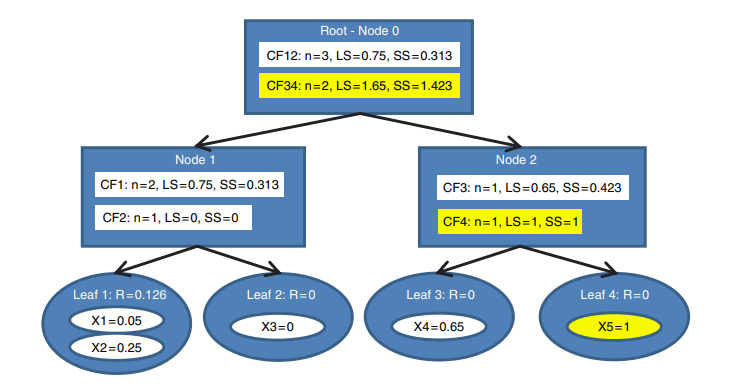 Root - Node 0
CF12: n=3, LS=0.75, SS=0.313
CF34: n=2, LS=1.65, SS=1.423
Node 1
CF1: n=2, LS=0.75, SS=0.313
CF2: n=1, LS=0, SS=0
Node 2
CF3: n=1, LS=0.65, SS=0.423
CF4: n=1, LS=1, SS=1
Leaf 1: R=0.126
X1=0.05
X2=0.25
Leaf 2: R=0
X3=0
Leaf 3: R=0
X4=0.65
Leaf 4: R=0
X5=1